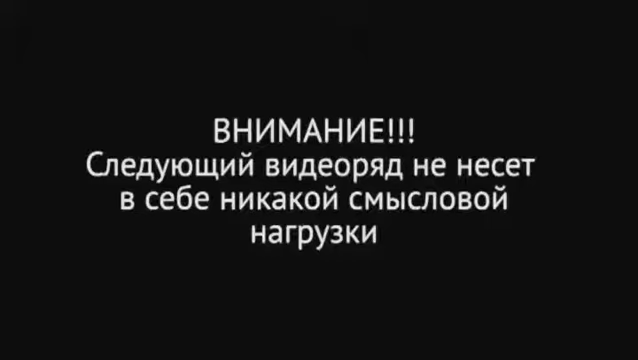 ВНИМАНИЕ!!!
Следующий видеоряд не несет
в себе никакой смысловой
нагрузки